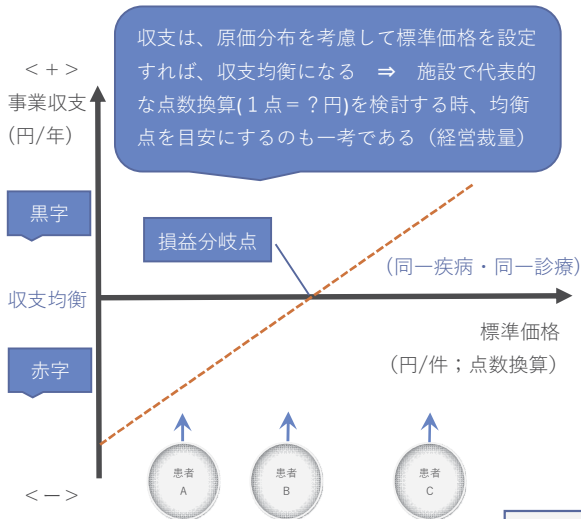 収支は、原価分布を考慮して標準価格を設定
すれば、収支均衡になる ⇒ 施設で代表的
な点数換算(１点＝？円)を検討する時、均衡
点を目安にするのも一考である（経営裁量）
＜＋＞
事業収支
(円/年)
黒字
損益分岐点
(同一疾病・同一診療)
収支均衡
標準価格
(円/件；点数換算）
赤字
患者
A
患者
B
患者
C
＜－＞